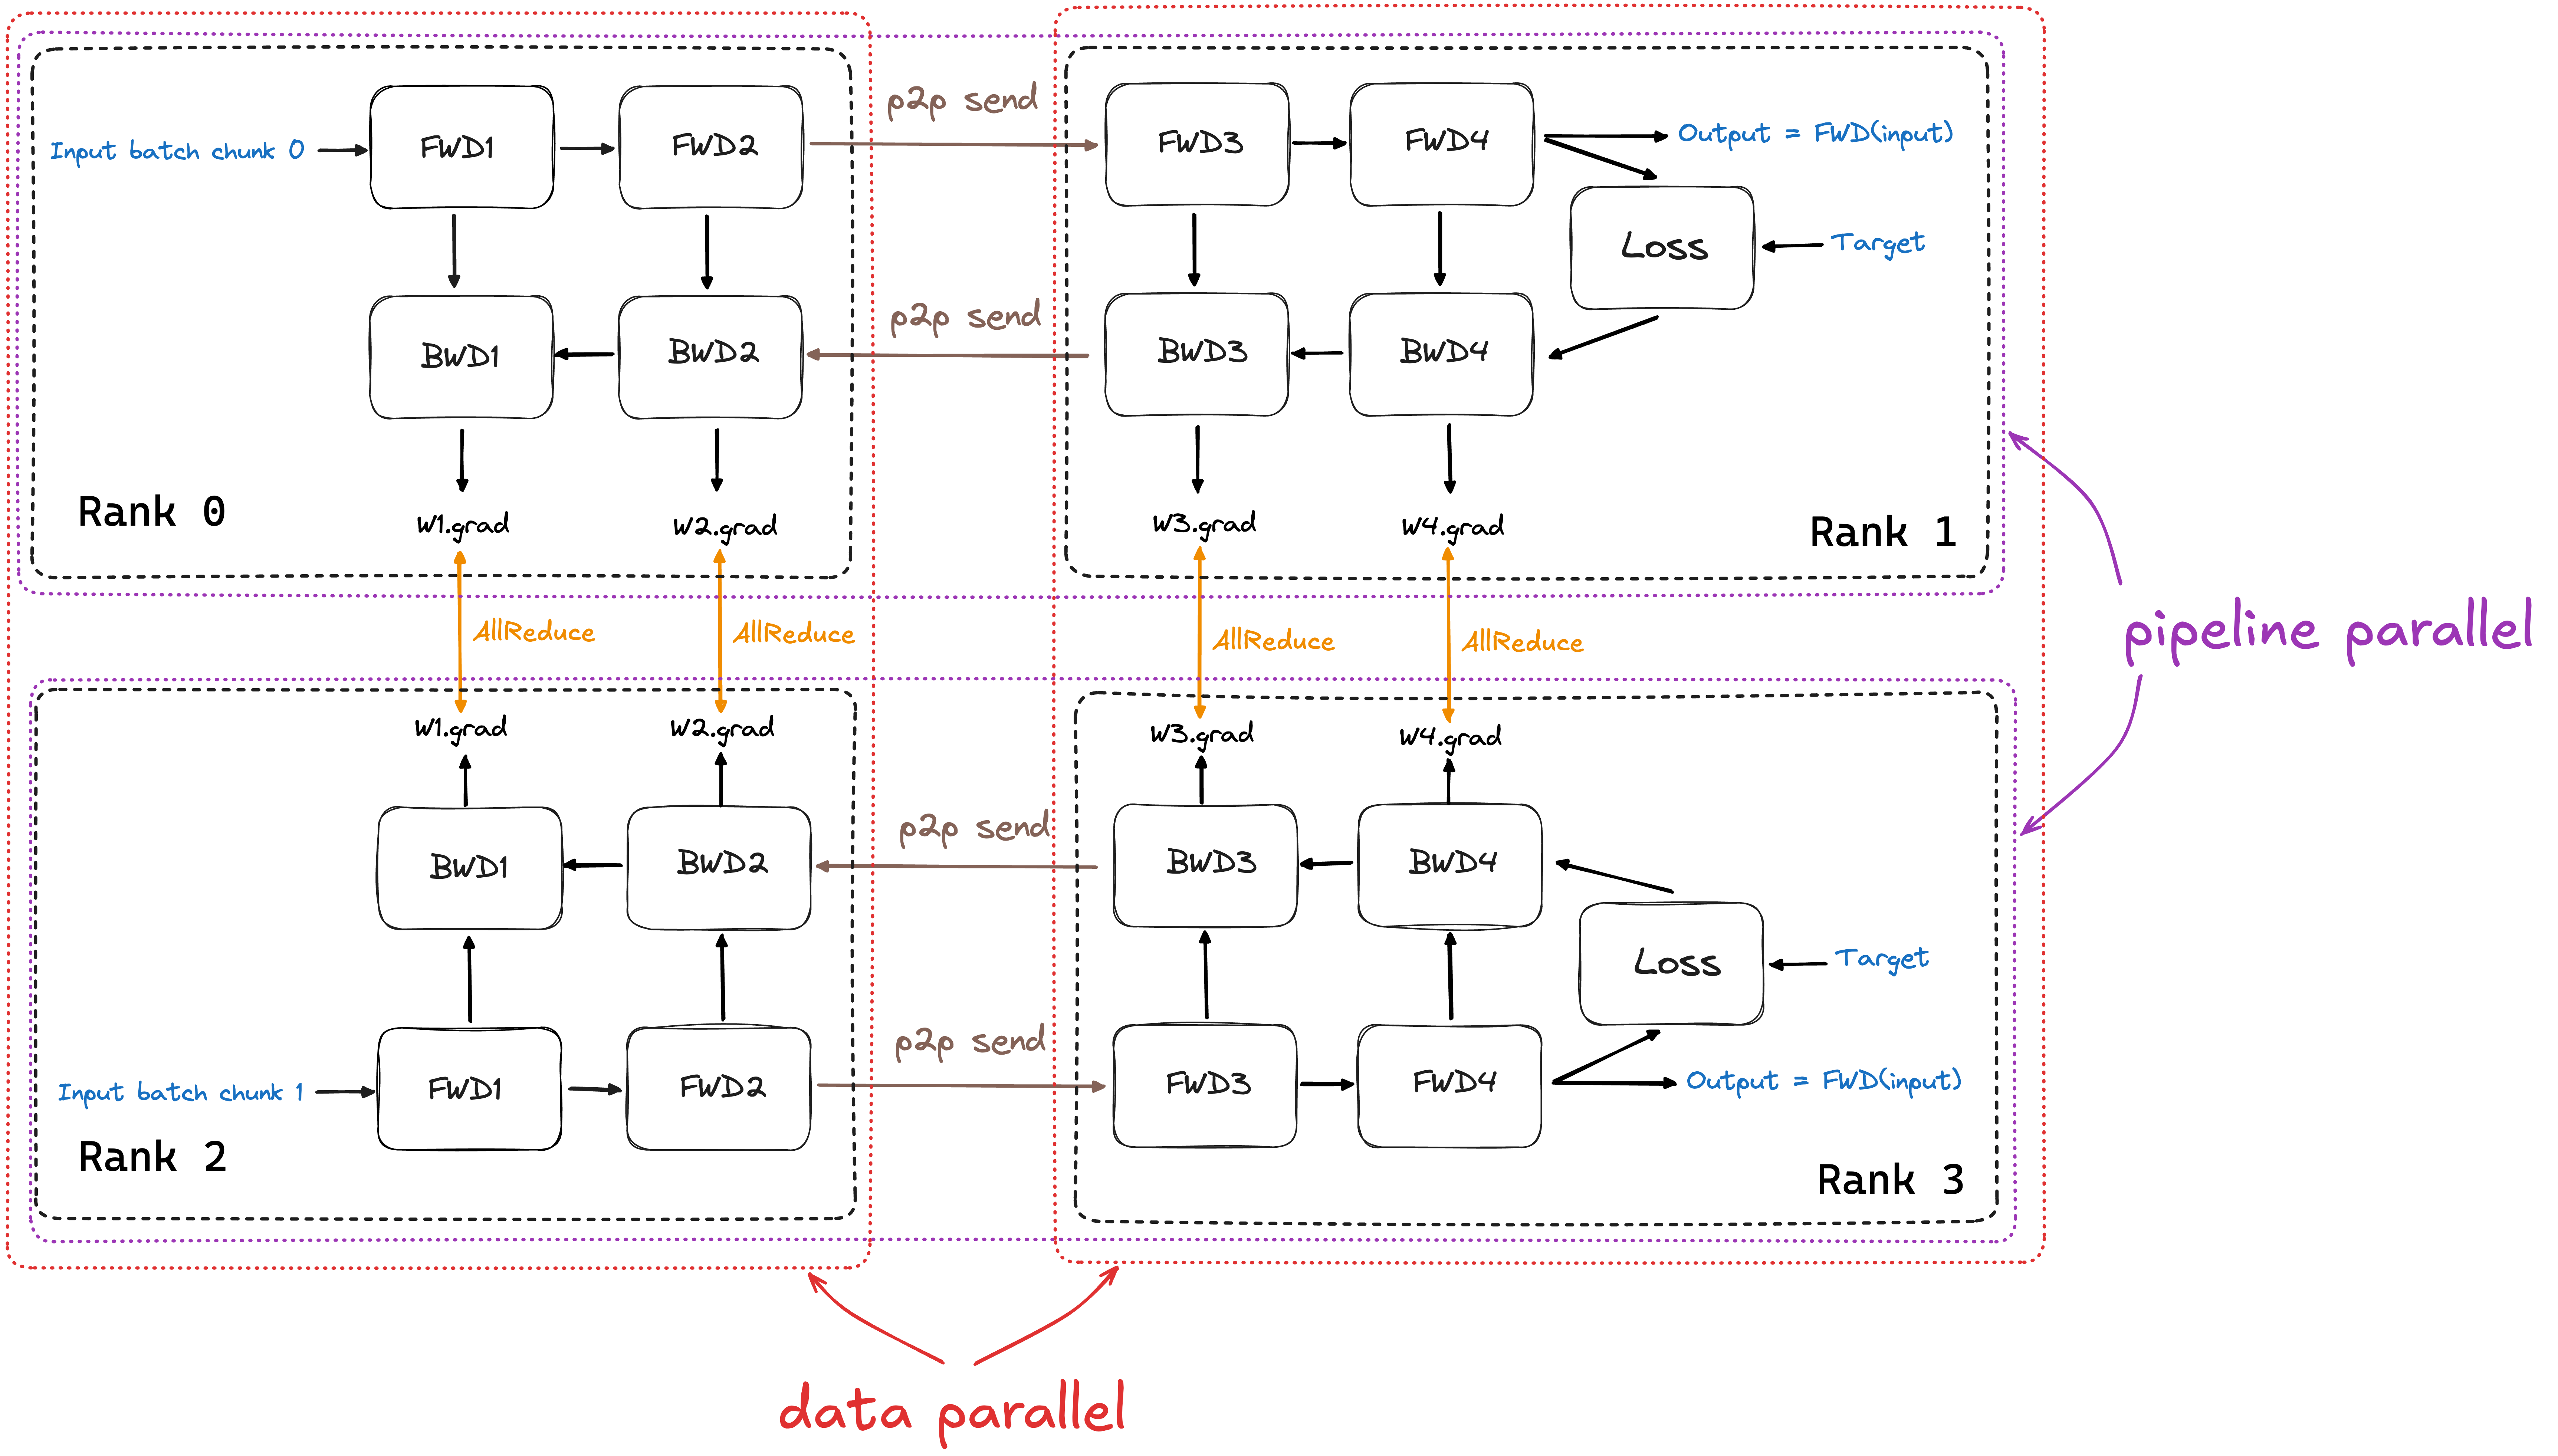 p2p send
Input batch chunk 0
FWD1
FWD2
FWD3
FWD4
Output = FWD(input)
Loss
Target
p2p send
BWD1
BWD2
BWD3
BWD4
Rank 0
W1.grad
W2.grad
W3.grad
W4.grad
Rank 1
AllReduce
AllReduce
AllReduce
AllReduce
pipeline parallel
W1.grad
W2.grad
W3.grad
W4.grad
p2p send
BWD1
BWD2
BWD3
BWD4
Loss
Target
p2p send
Input batch chunk 1
FWD1
FWD2
FWD3
FWD4
Output = FWD(input)
Rank 2
Rank 3
data parallel